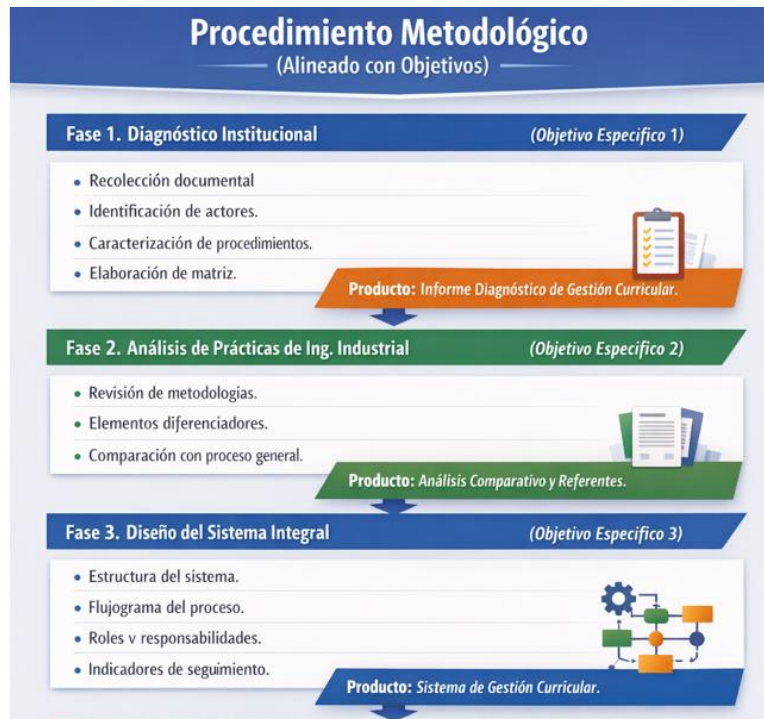 Procedimiento Metodológico
(Alineado con Objetivos)
Fase 1. Diagnóstico Institucional (Objetivo Especifico 1)
• Recolección documental
• Identificación de actores.
• Caracterización de procedimientos.
• Elaboración de matriz.
Producto: Informe Diagnóstico de Gestión Curricular.
Fase 2. Análisis de Prácticas de Ing. Industrial (Objetivo Especifico 2)
• Revisión de metodologias.
• Elementos diferenciadores.
• Comparación con proceso general.
Producto: Análisis Comparativo y Referentes.
Fase 3. Diseño del Sistema Integral (Objetivo Especifico 3)
• Estructura del sistema.
• Flujograma del proceso.
• Roles v responsabilidades.
• Indicadores de seguimiento.
Producto: Sistema de Gestión Curricular.